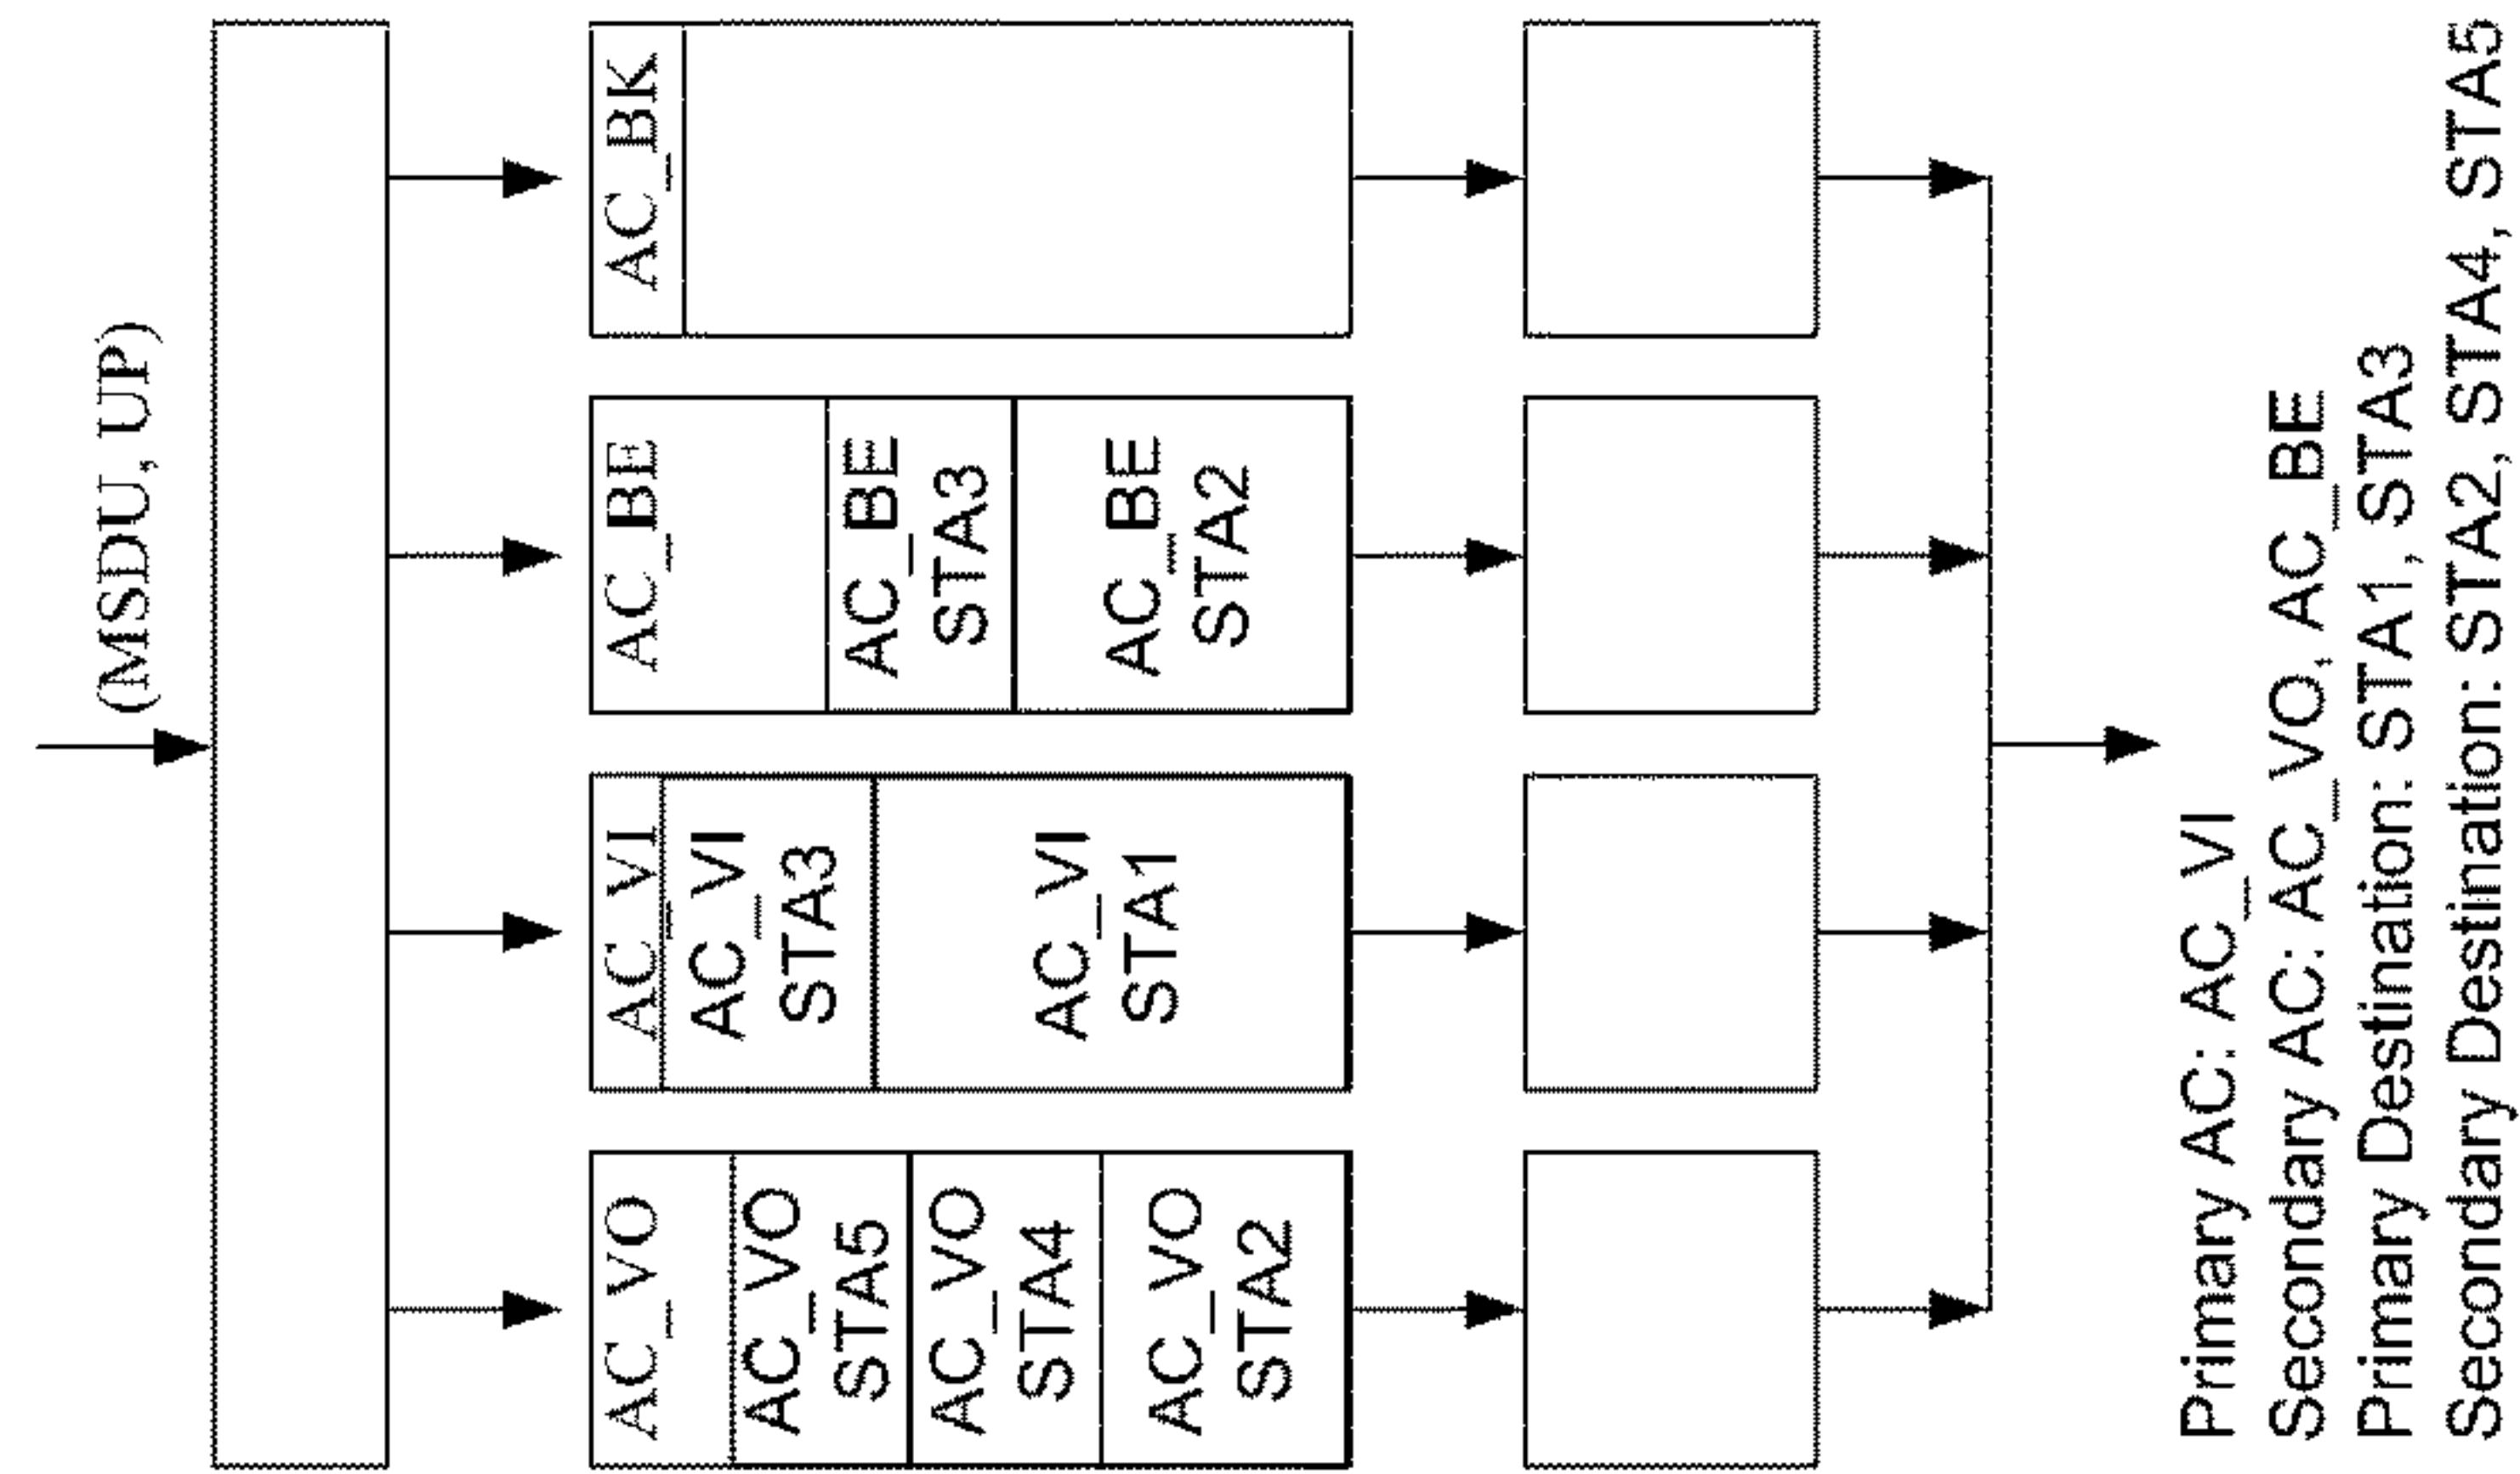 (MSDU, UP)
AC_VO
AC_VO
STA5
AC_VO
STA4
AC_VO
STA2
AC_VI
AC_VI
STA3
AC_VI
STA1
AC_BE
AC_BE
STA3
AC_BE
STA2
AC_BK
Primary AC: AC_VI
Secondary AC: AC_VO, AC_BE
Primary Destination: STA1, STA3
Secondary Destination: STA2, STA4, STA5